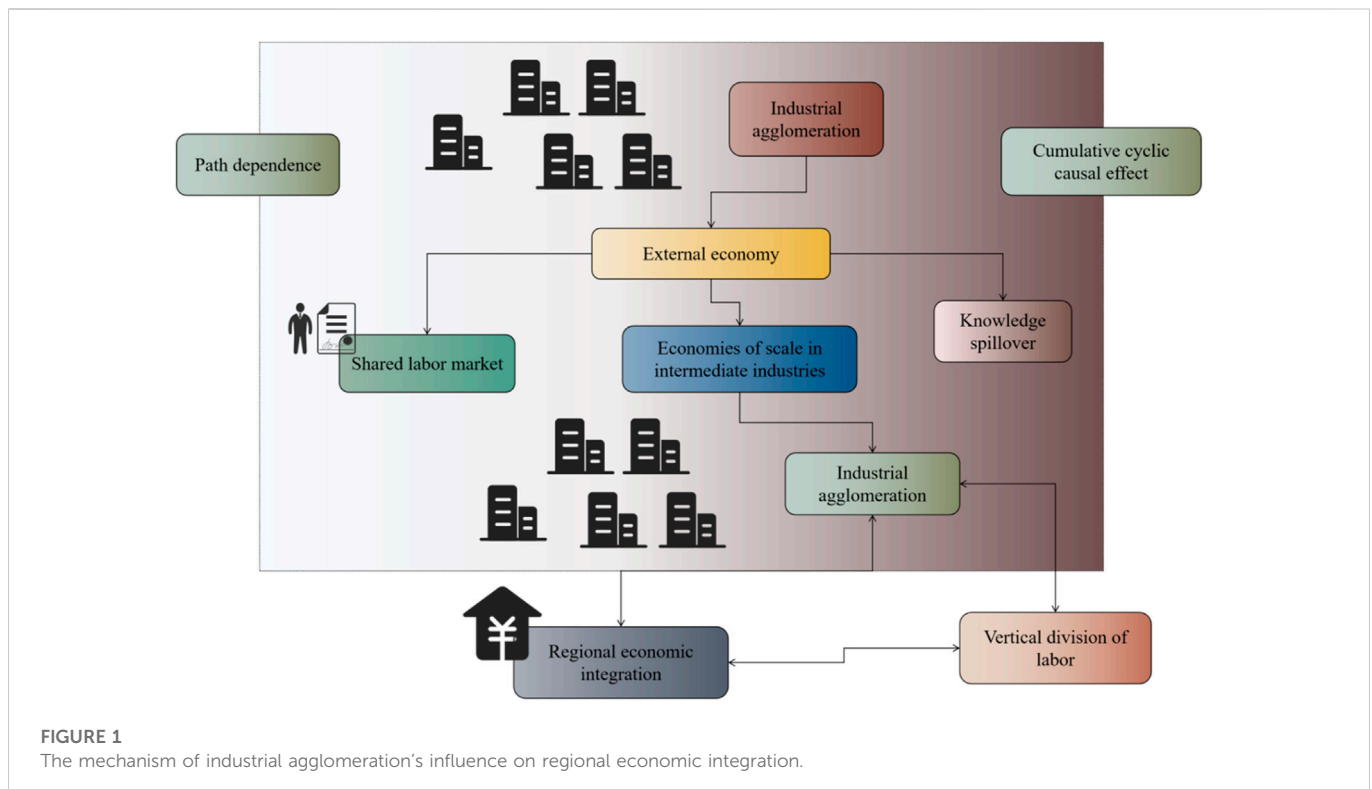 Industrial
agglomeration
Path dependence
Cumulative cyclic
causal effect
External economy
Shared labor market
Economies of scale in
intermediate industries
Knowledge
spillover
Industrial
agglomeration
¥
Regional economic
integration
Vertical division of
labor
FIGURE 1
The mechanism of industrial agglomeration's influence on regional economic integration.